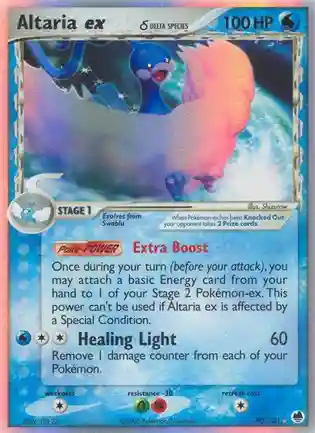 Altaria ex δ DELTA SPECIES 100 HP
illus. Shizurow
STAGE 1
Evolves from Swablu
When Pokémon-ex has been Knocked Out, your opponent takes 2 Prize cards.
Poké-POWER Extra Boost
Once during your turn (before your attack), you
may attach a basic Energy card from your
hand to 1 of your Stage 2 Pokémon-ex. This
power can't be used if Altaria ex is affected by
a Special Condition.
Healing Light 60
Remove 1 damage counter from each of your
Pokémon.
weakness resistance -30 retreat cost